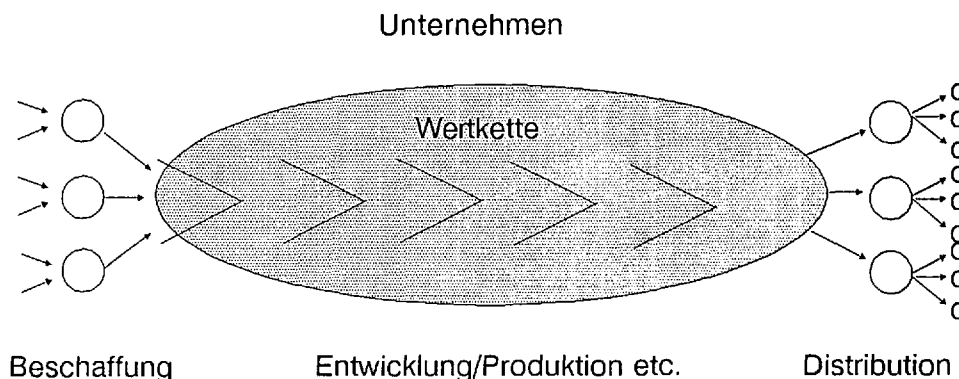 Unternehmen
Wertkette
Beschaffung Entwicklung/Produktion etc. Distribution